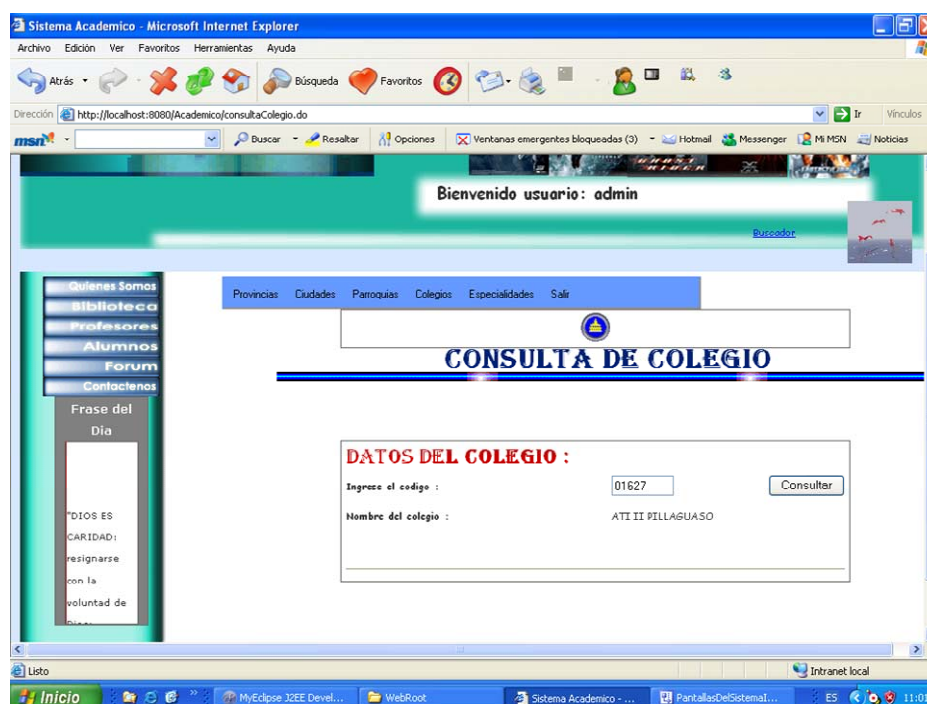 Sistema Academico - Microsoft Internet Explorer
Archivo Edición Ver Favoritos Herramientas Ayuda
Atrás Búsqueda Favoritos
Dirección http://localhost:8080/Academico/consultaColegio.do Ir Vínculos
msn Buscar Resaltar Opciones Ventanas emergentes bloqueadas (3) Hotmail Messenger Mi MSN Noticias
Bienvenido usuario: admin
Buscador
Quienes Somos
Biblioteca
Profesores
Alumnos
Forum
Contactenos
Frase del
Dia
"DIOS ES
CARIDAD:
resignarse
con la
voluntad de
Provincias Ciudades Parroquias Colegios Especialidades Salir
CONSULTA DE COLEGIO
DATOS DEL COLEGIO :
Ingrese el codigo : 01627 Consultar
Nombre del colegio : ATI II PILLAGUASO
Listo Intranet local
Inicio MyEclipse J2EE Devel... WebRoot Sistema Academico - ... PantallasDelSistemaI... ES 11:01